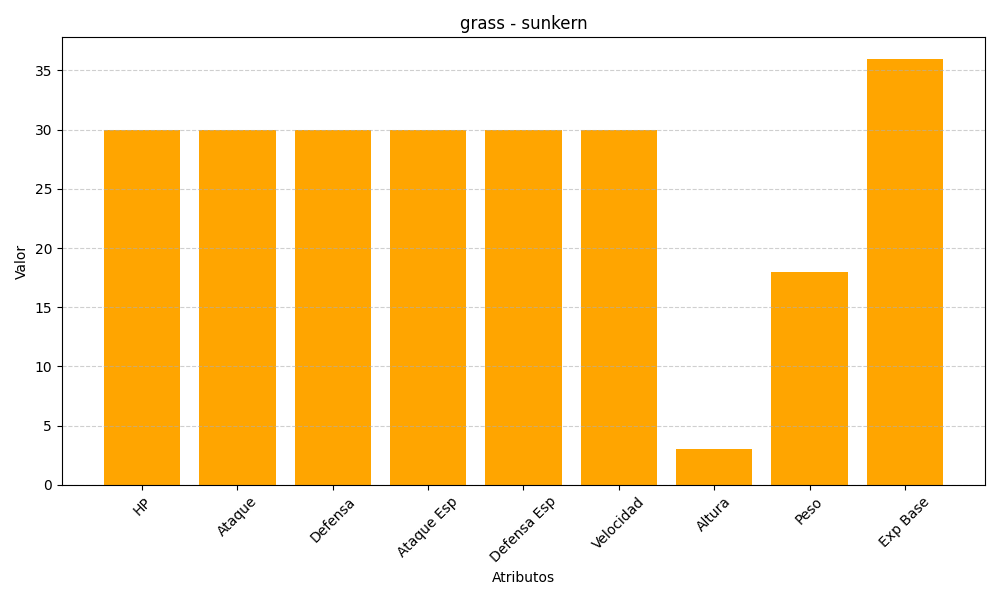 grass - sunkern
Valor
35
30
25
20
15
10
5
0
HP
Ataque
Defensa
Ataque Esp
Defensa Esp
Velocidad
Altura
Peso
Exp Base
Atributos